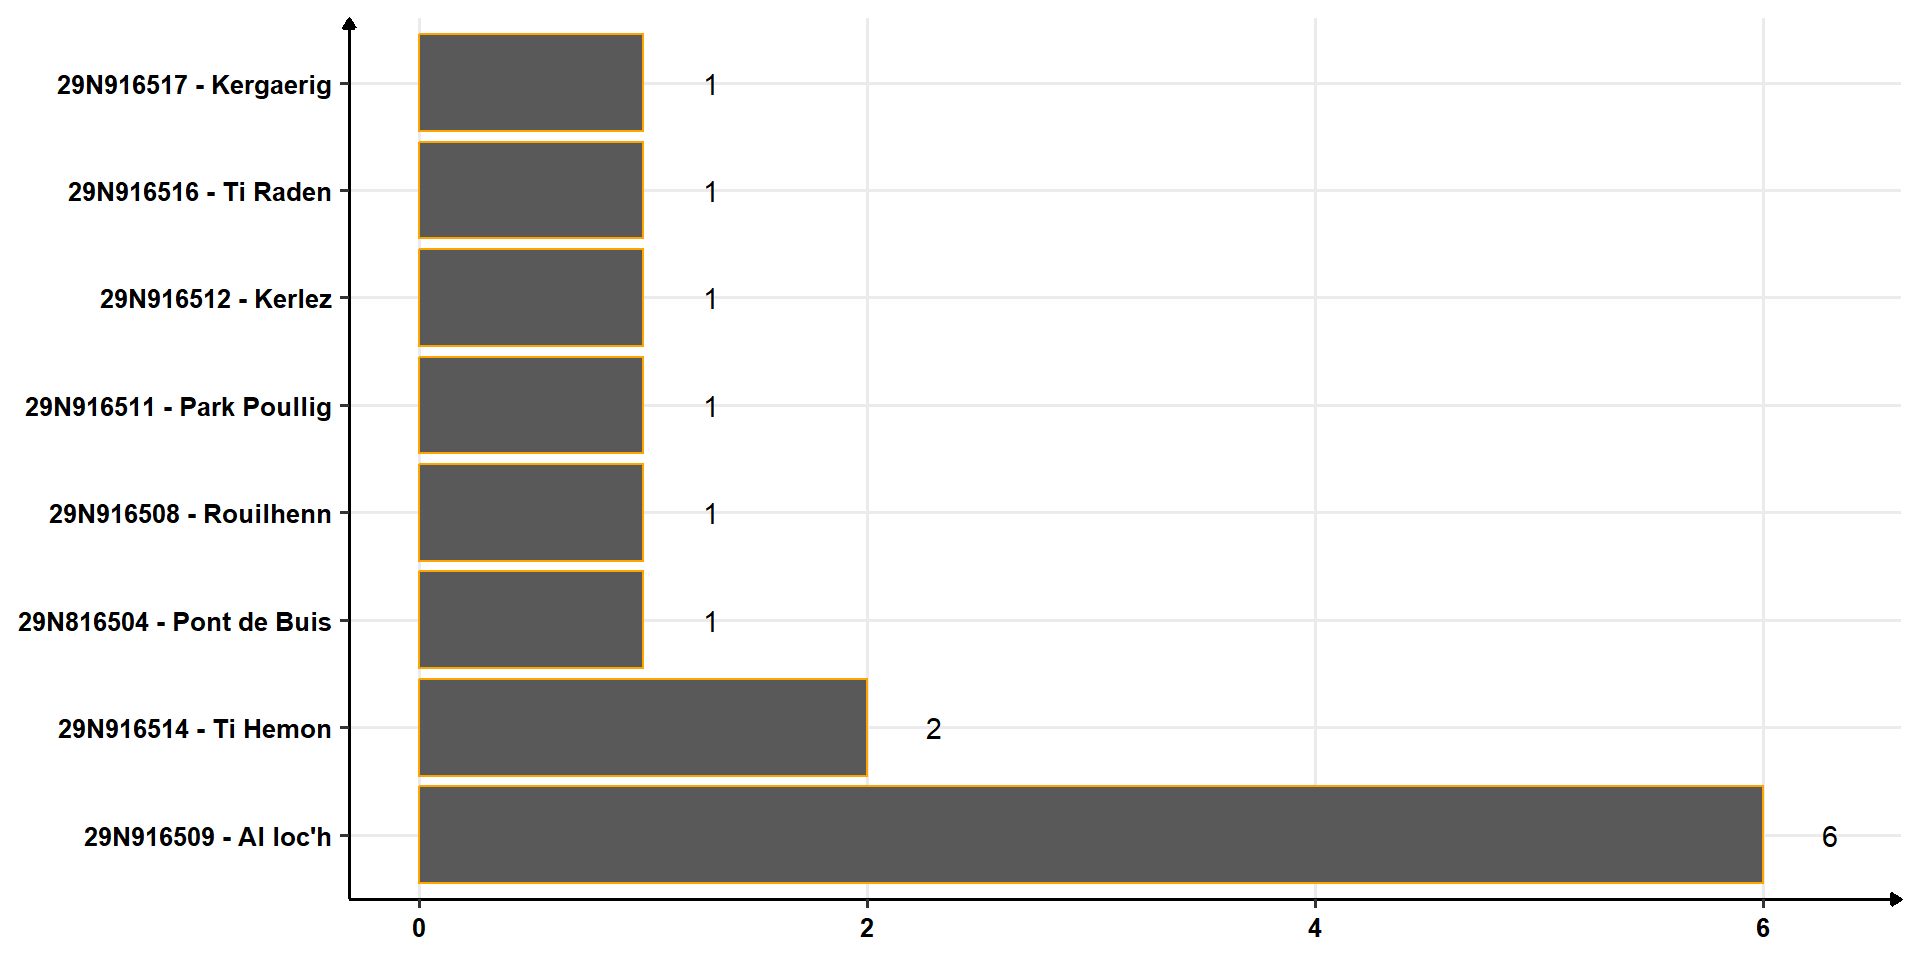 29N916517 - Kergaerig 1
29N916516 - Ti Raden 1
29N916512 - Kerlez 1
29N916511 - Park Poullig 1
29N916508 - Rouilhenn 1
29N816504 - Pont de Buis 1
29N916514 - Ti Hemon 2
29N916509 - Al loc'h 6
0 2 4 6